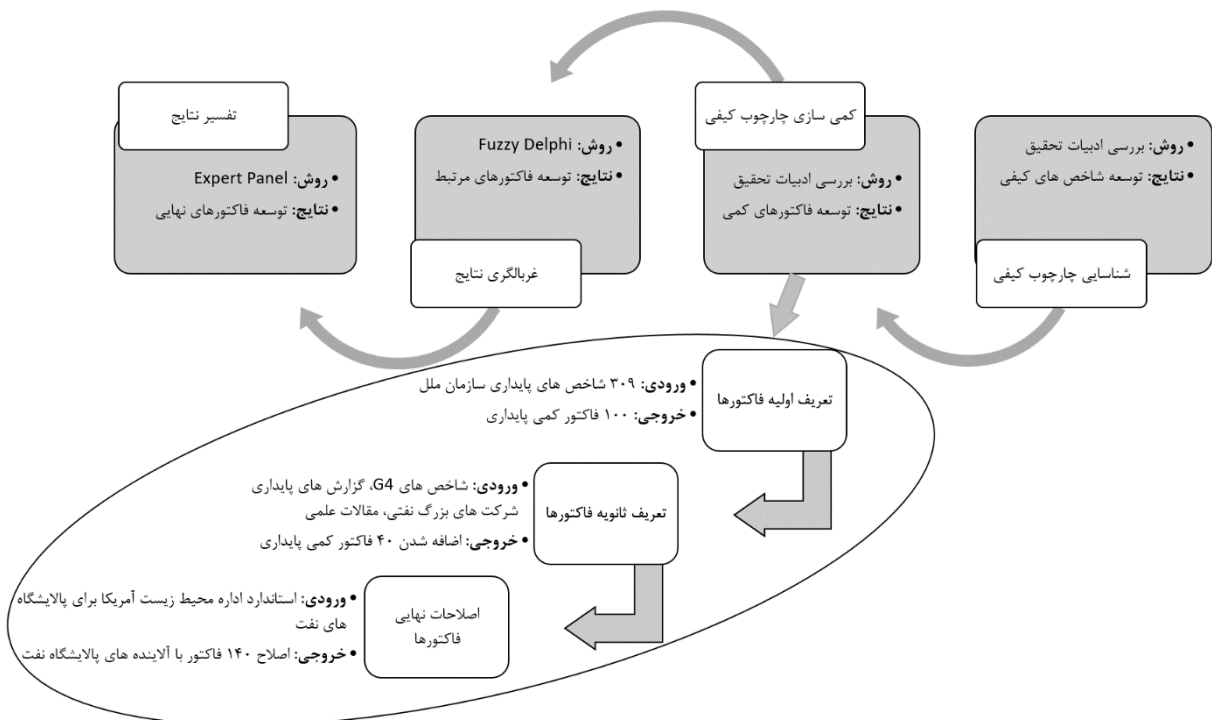 • روش: بررسی ادبیات تحقیق
• نتایج: توسعه شاخص های کیفی
شناسایی چارچوب کیفی
کمی سازی چارچوب کیفی
• روش: بررسی ادبیات تحقیق
• نتایج: توسعه فاکتورهای کمی
• روش: Fuzzy Delphi
• نتایج: توسعه فاکتورهای مرتبط
غربالگری نتایج
تفسیر نتایج
• روش: Expert Panel
• نتایج: توسعه فاکتورهای نهایی
تعریف اولیه فاکتورها
• ورودی: ۳۰۹ شاخص های پایداری سازمان ملل
• خروجی: ۱۰۰ فاکتور کمی پایداری
تعریف ثانویه فاکتورها
• ورودی: شاخص های G4، گزارش های پایداری
شرکت های بزرگ نفتی، مقالات علمی
• خروجی: اضافه شدن ۴۰ فاکتور کمی پایداری
اصلاحات نهایی
فاکتورها
• ورودی: استاندارد اداره محیط زیست آمریکا برای پالایشگاه
های نفت
• خروجی: اصلاح ۱۴۰ فاکتور با آلاینده های پالایشگاه نفت